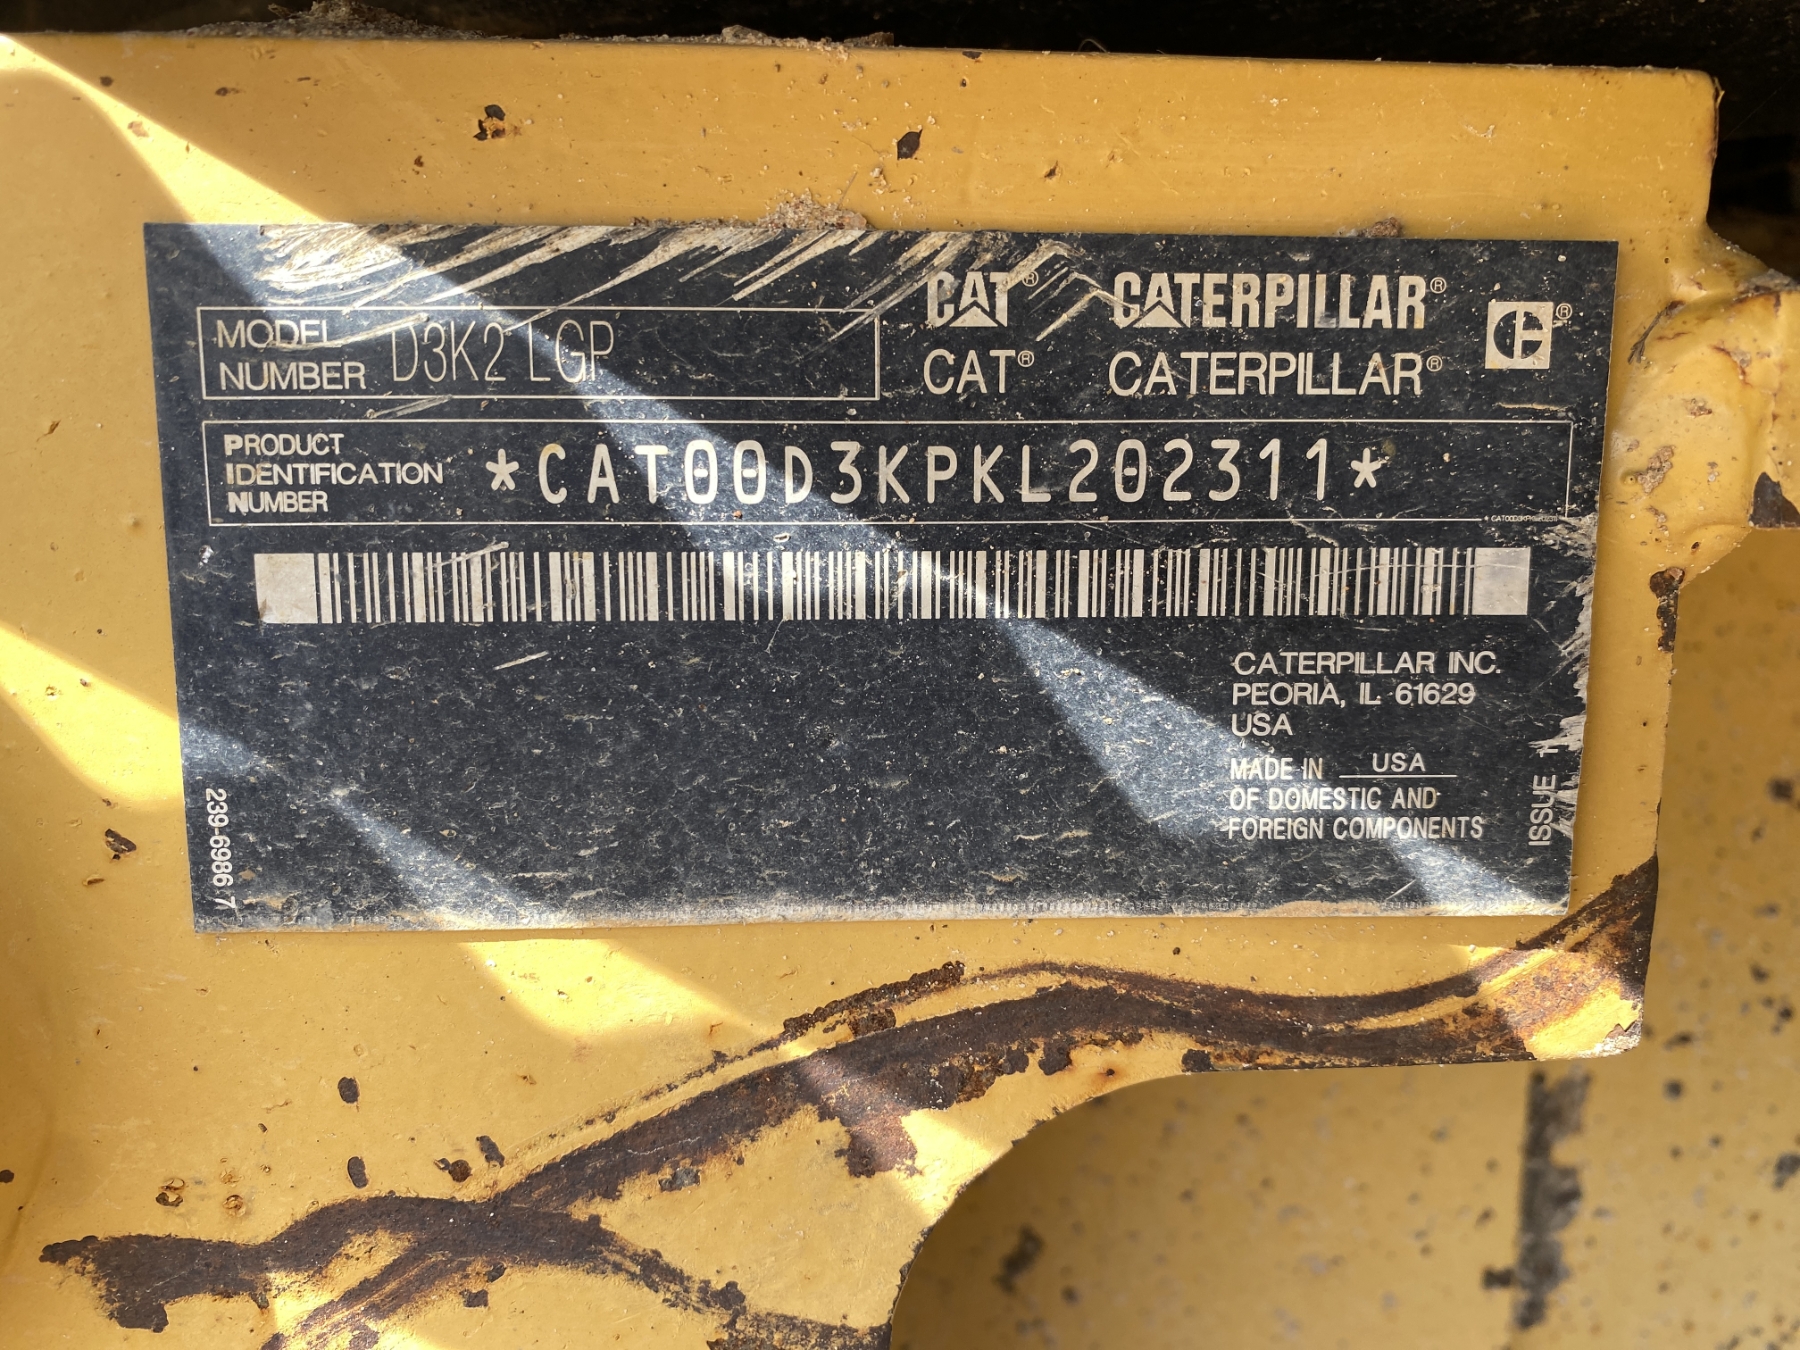 MODEL
NUMBER D3K2 LGP
CAT® CATERPILLAR®
CAT® CATERPILLAR®
PRODUCT
IDENTIFICATION
NUMBER
*CAT00D3KPKL202311*
CATERPILLAR INC.
PEORIA, IL 61629
USA
MADE IN USA
OF DOMESTIC AND
FOREIGN COMPONENTS
239-6986 7
ISSUE 1